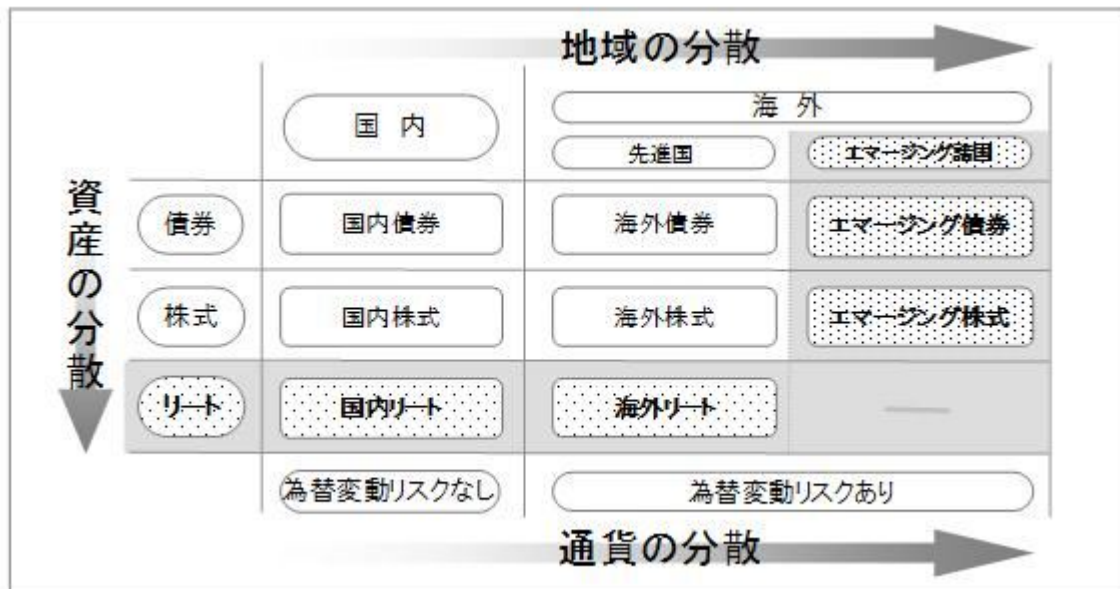 地域の分散
国内
海外
先進国
エマージング諸国
資産の分散
債券
国内債券
海外債券
エマージング債券
株式
国内株式
海外株式
エマージング株式
リート
国内リート
海外リート
―
為替変動リスクなし
為替変動リスクあり
通貨の分散